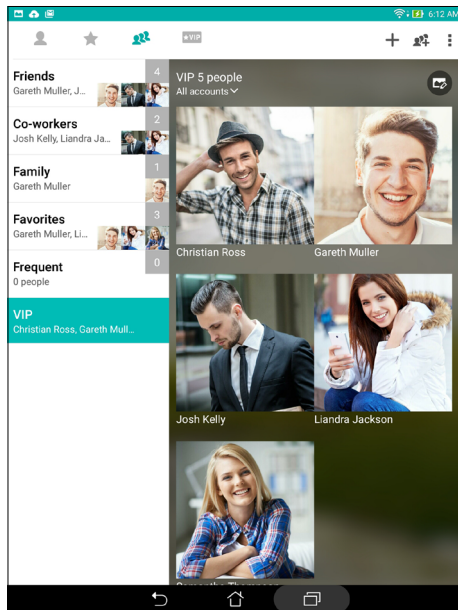 6:12 AM
VIP
Friends
4
Gareth Muller, J...
Co-workers
2
Josh Kelly, Liandra Ja...
Family
1
Gareth Muller
Favorites
3
Gareth Muller, Li...
Frequent
0
0 people
VIP
Christian Ross, Gareth Mull...
VIP 5 people
All accounts
Christian Ross
Gareth Muller
Josh Kelly
Liandra Jackson
Samantha Thompson